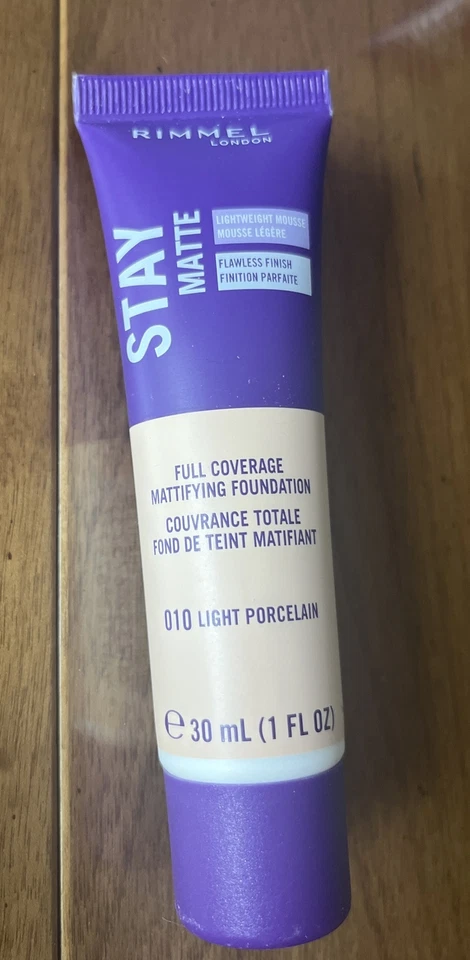 RIMMEL
LONDON
STAY
MATTE
LIGHTWEIGHT MOUSSE
MOUSSE LÉGÈRE
FLAWLESS FINISH
FINITION PARFAITE
FULL COVERAGE
MATTIFYING FOUNDATION
COUVRANCE TOTALE
FOND DE TEINT MATIFIANT
010 LIGHT PORCELAIN
℮ 30 mL (1 FL OZ)